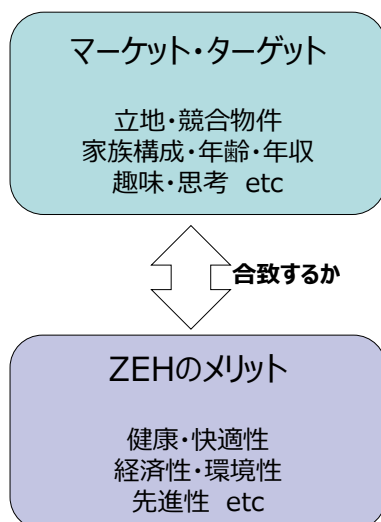 マーケット・ターゲット
立地・競合物件
家族構成・年齢・年収
趣味・思考 etc
合致するか
ZEHのメリット
健康・快適性
経済性・環境性
先進性 etc